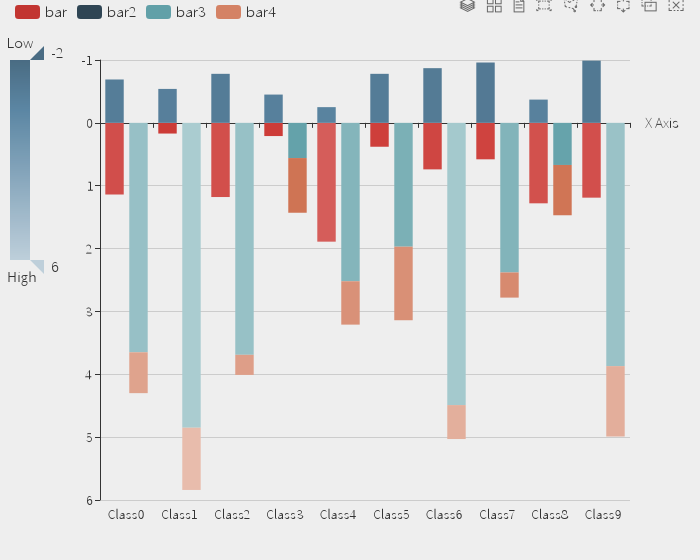 bar bar2 bar3 bar4
Low
-2
6
High
-1
0
1
2
3
4
5
6
X Axis
Class0 Class1 Class2 Class3 Class4 Class5 Class6 Class7 Class8 Class9